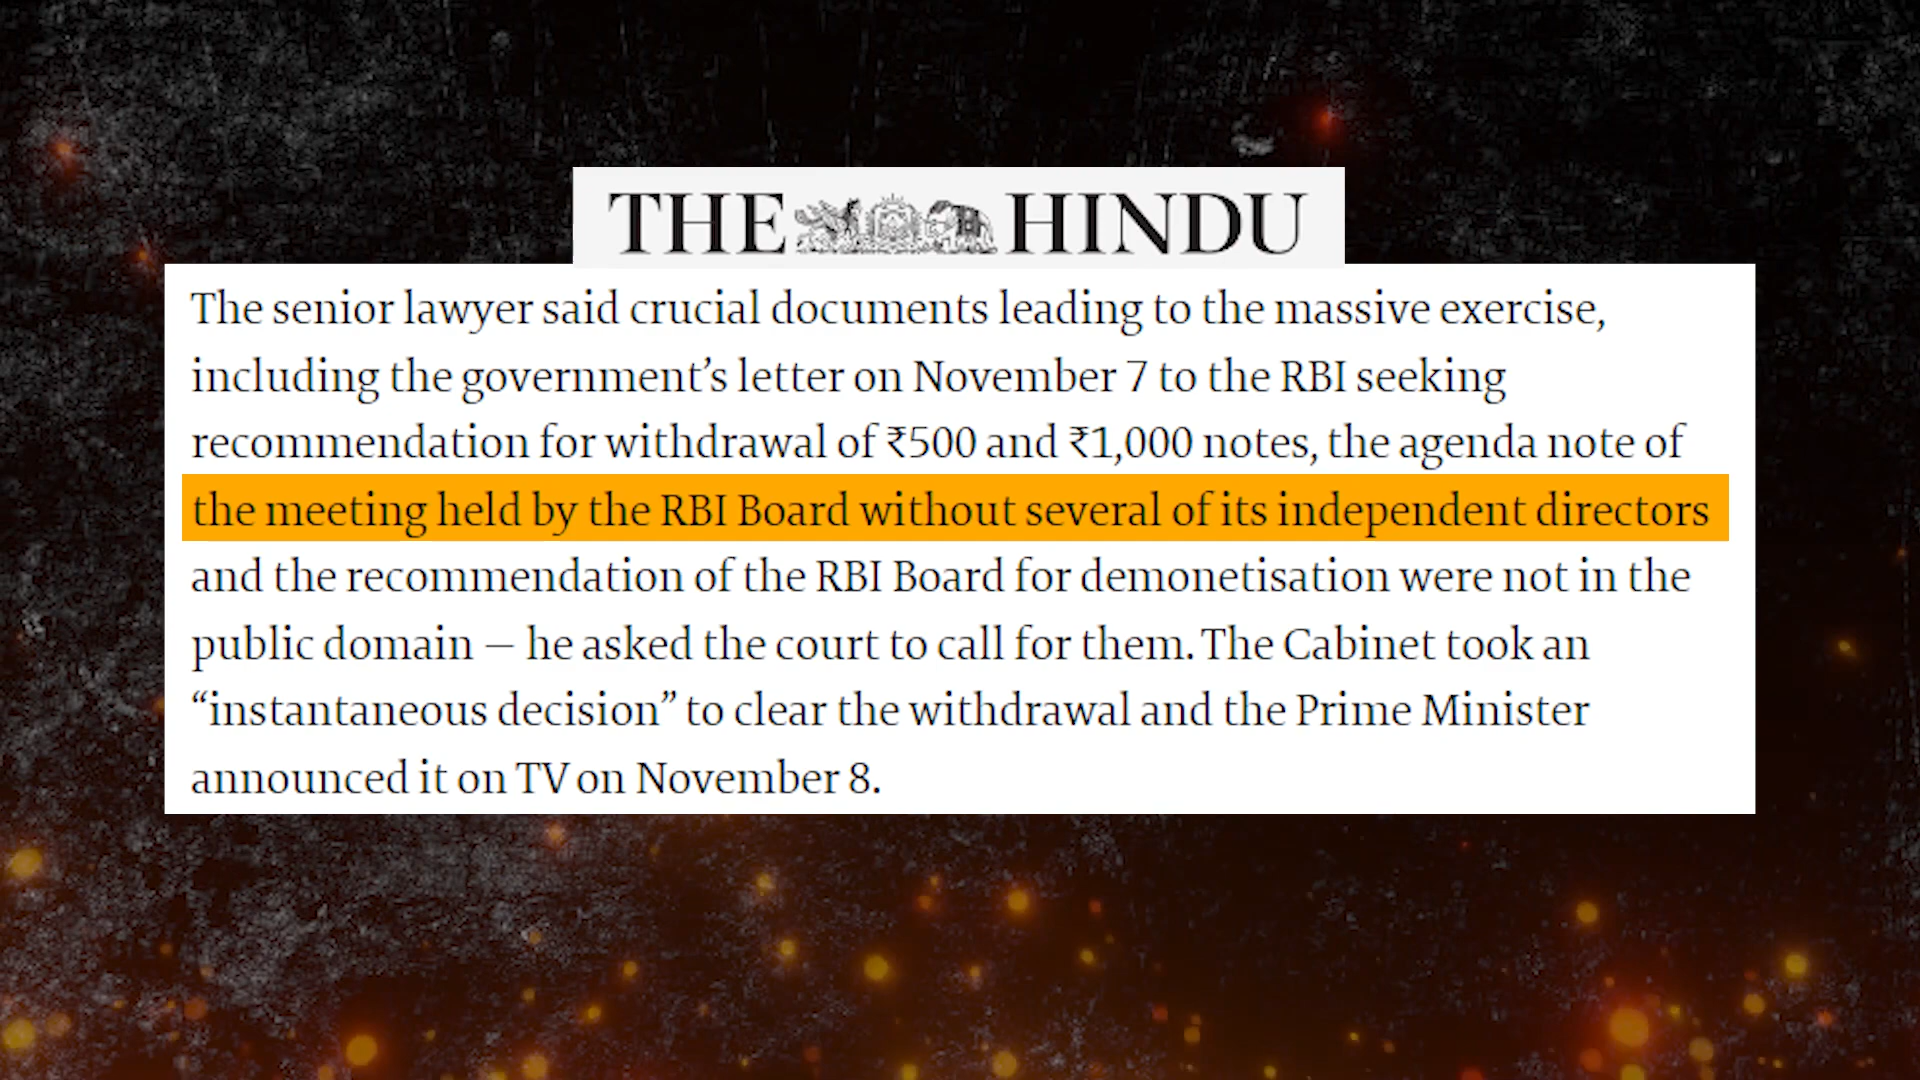 THE HINDU
The senior lawyer said crucial documents leading to the massive exercise,
including the government’s letter on November 7 to the RBI seeking
recommendation for withdrawal of ₹500 and ₹1,000 notes, the agenda note of
the meeting held by the RBI Board without several of its independent directors
and the recommendation of the RBI Board for demonetisation were not in the
public domain — he asked the court to call for them. The Cabinet took an
“instantaneous decision” to clear the withdrawal and the Prime Minister
announced it on TV on November 8.